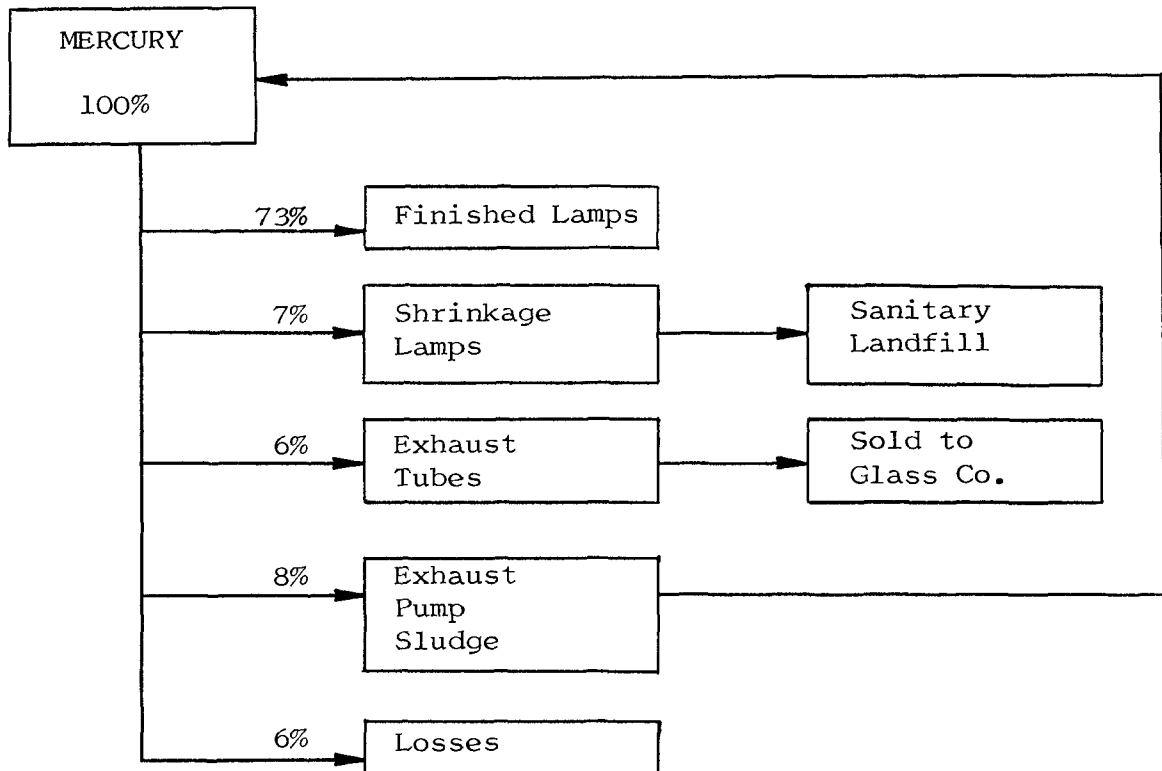 MERCURY
100%
73%
Finished Lamps
7%
Shrinkage
Lamps
Sanitary
Landfill
6%
Exhaust
Tubes
Sold to
Glass Co.
8%
Exhaust
Pump
Sludge
6%
Losses